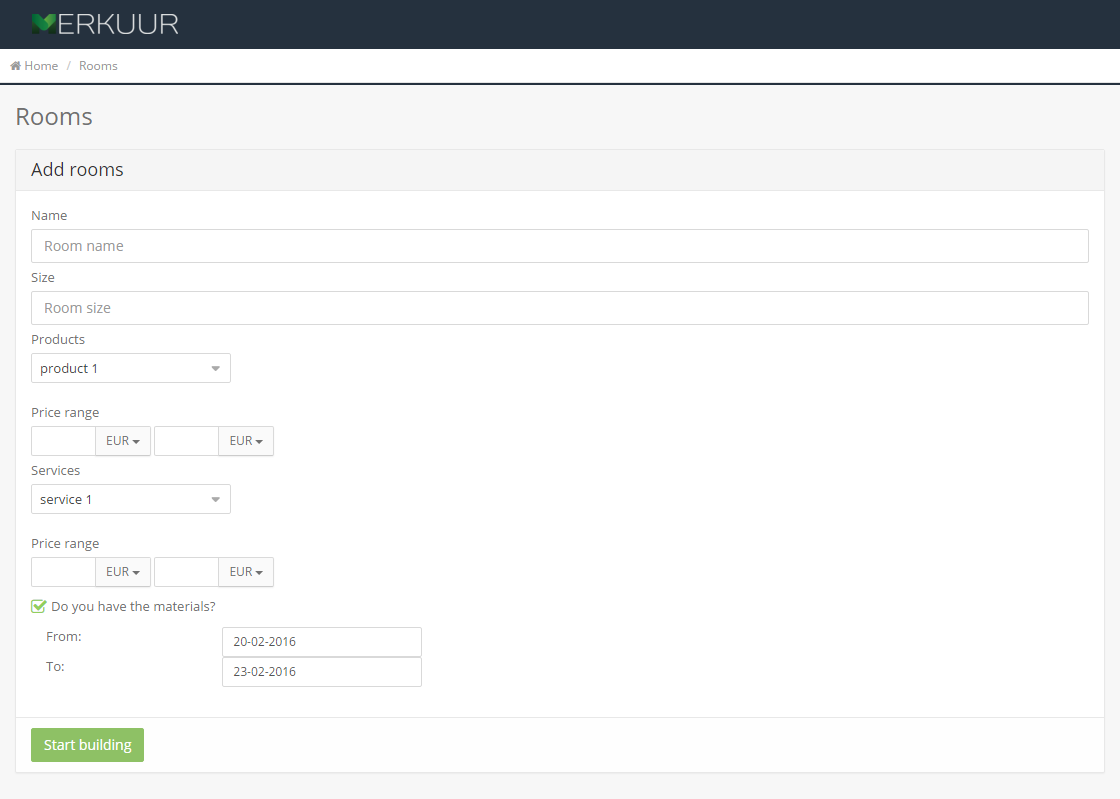 MERKUUR
Home / Rooms
Rooms
Add rooms
Name
Room name
Size
Room size
Products
product 1
Price range
EUR EUR
Services
service 1
Price range
EUR EUR
Do you have the materials?
From: 20-02-2016
To: 23-02-2016
Start building